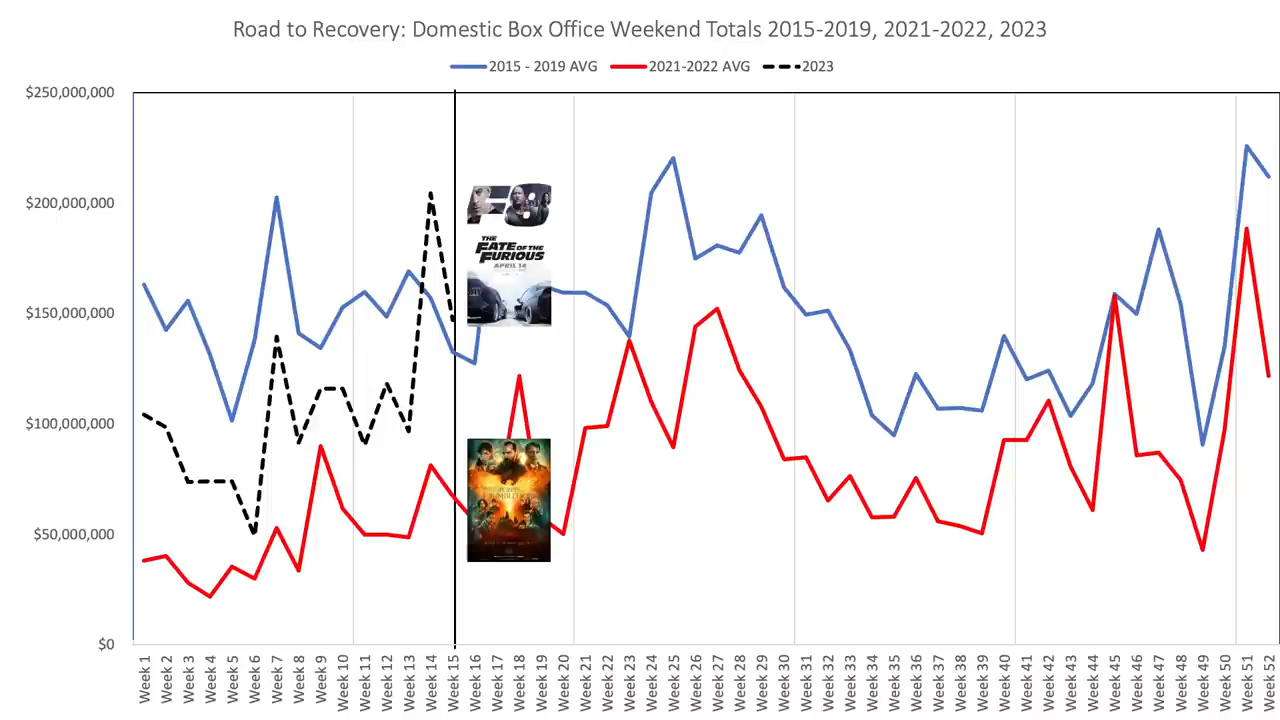 Road to Recovery: Domestic Box Office Weekend Totals 2015-2019, 2021-2022, 2023
2015 - 2019 AVG
2021-2022 AVG
2023
$250,000,000
$200,000,000
$150,000,000
$100,000,000
$50,000,000
$0
F8
THE
FATE OF THE
FURIOUS
APRIL 14
Week 1
Week 2
Week 3
Week 4
Week 5
Week 6
Week 7
Week 8
Week 9
Week 10
Week 11
Week 12
Week 13
Week 14
Week 15
Week 16
Week 17
Week 18
Week 19
Week 20
Week 21
Week 22
Week 23
Week 24
Week 25
Week 26
Week 27
Week 28
Week 29
Week 30
Week 31
Week 32
Week 33
Week 34
Week 35
Week 36
Week 37
Week 38
Week 39
Week 40
Week 41
Week 42
Week 43
Week 44
Week 45
Week 46
Week 47
Week 48
Week 49
Week 50
Week 51
Week 52